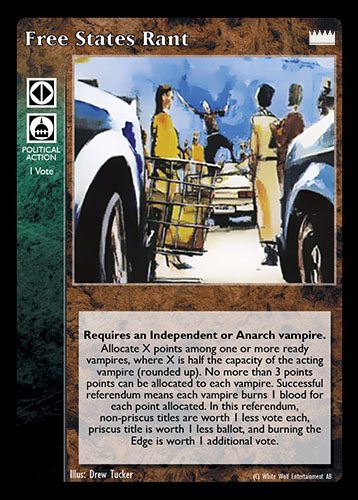 Free States Rant
POLITICAL
ACTION
1 Vote
Requires an Independent or Anarch vampire.
Allocate X points among one or more ready
vampires, where X is half the capacity of the acting
vampire (rounded up). No more than 3 points
points can be allocated to each vampire. Successful
referendum means each vampire burns 1 blood for
each point allocated. In this referendum,
non-priscus titles are worth 1 less vote each,
priscus title is worth 1 less ballot, and burning the
Edge is worth 1 additional vote.
Illus: Drew Tucker
(C) White Wolf Entertainment AB